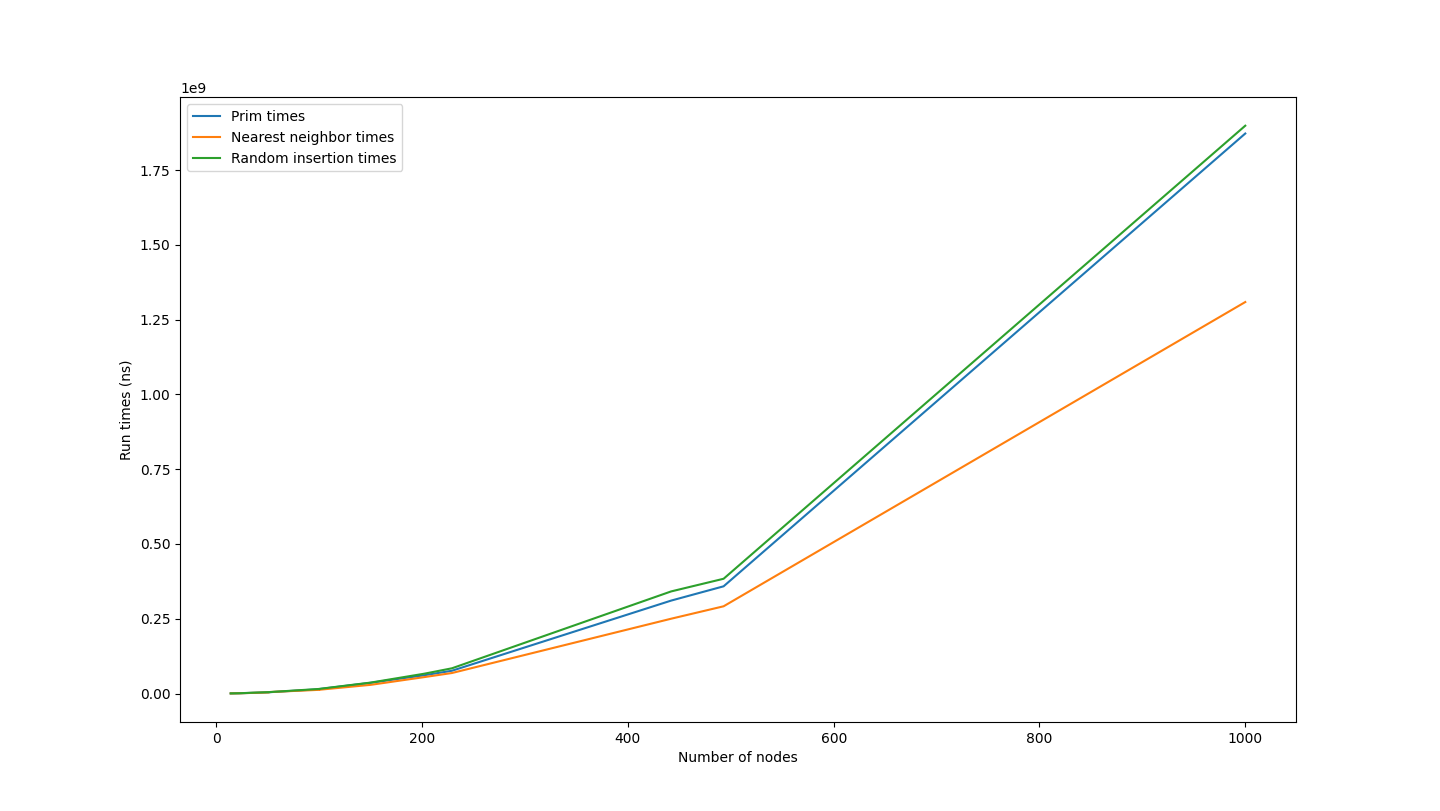 1e9
Prim times
Nearest neighbor times
Random insertion times
1.75
1.50
1.25
1.00
0.75
0.50
0.25
0.00
Run times (ns)
0 200 400 600 800 1000
Number of nodes